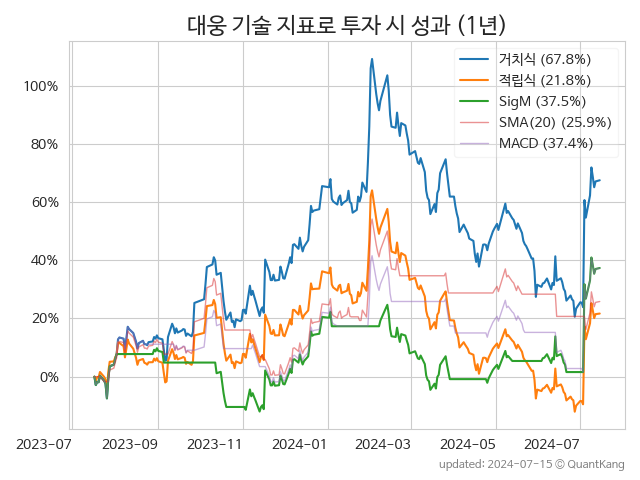 대웅 기술 지표로 투자 시 성과 (1년)
거치식 (67.8%)
적립식 (21.8%)
SigM (37.5%)
SMA(20) (25.9%)
MACD (37.4%)
100%
80%
60%
40%
20%
0%
2023-07 2023-09 2023-11 2024-01 2024-03 2024-05 2024-07
updated: 2024-07-15 © QuantKang